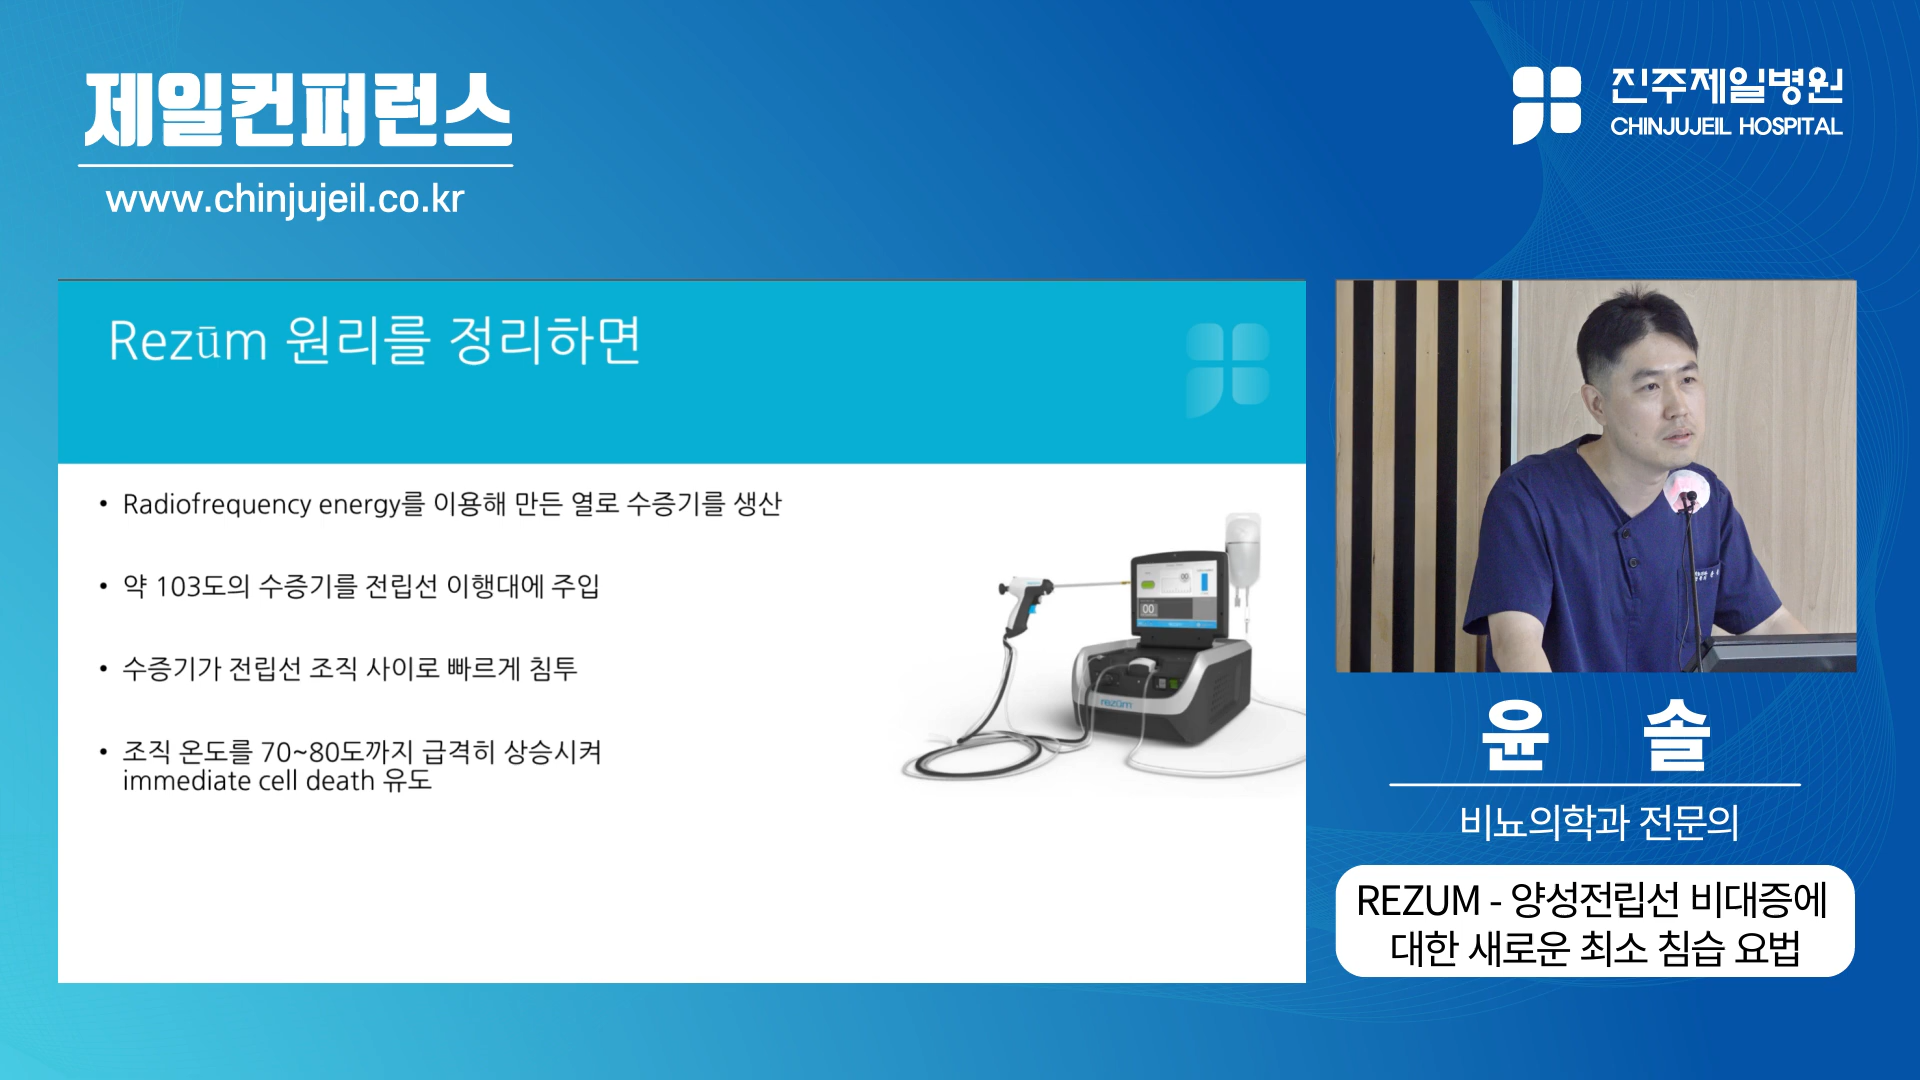 제일컨퍼런스
www.chinjujeil.co.kr
진주제일병원
CHINJUJEIL HOSPITAL
Rezūm 원리를 정리하면
• Radiofrequency energy를 이용해 만든 열로 수증기를 생산
• 약 103도의 수증기를 전립선 이행대에 주입
• 수증기가 전립선 조직 사이로 빠르게 침투
• 조직 온도를 70~80도까지 급격히 상승시켜
immediate cell death 유도
00
rezūm
윤 솔
비뇨의학과 전문의
REZUM - 양성전립선 비대증에
대한 새로운 최소 침습 요법